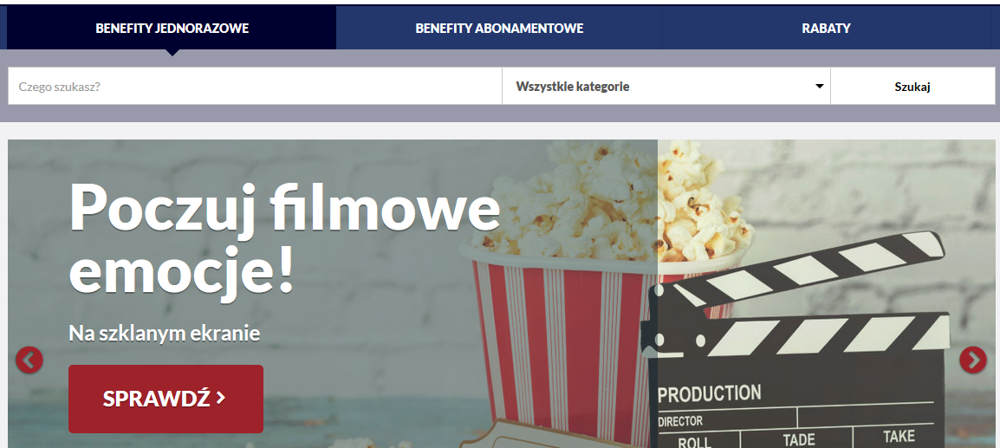 BENEFITY JEDNORAZOWE
BENEFITY ABONAMENTOWE
RABATY
Czego szukasz?
Wszystkie kategorie
Szukaj
Poczuj filmowe
emocje!
Na szklanym ekranie
SPRAWDŹ
PRODUCTION
DIRECTOR
ROLL
TADE
TAKE